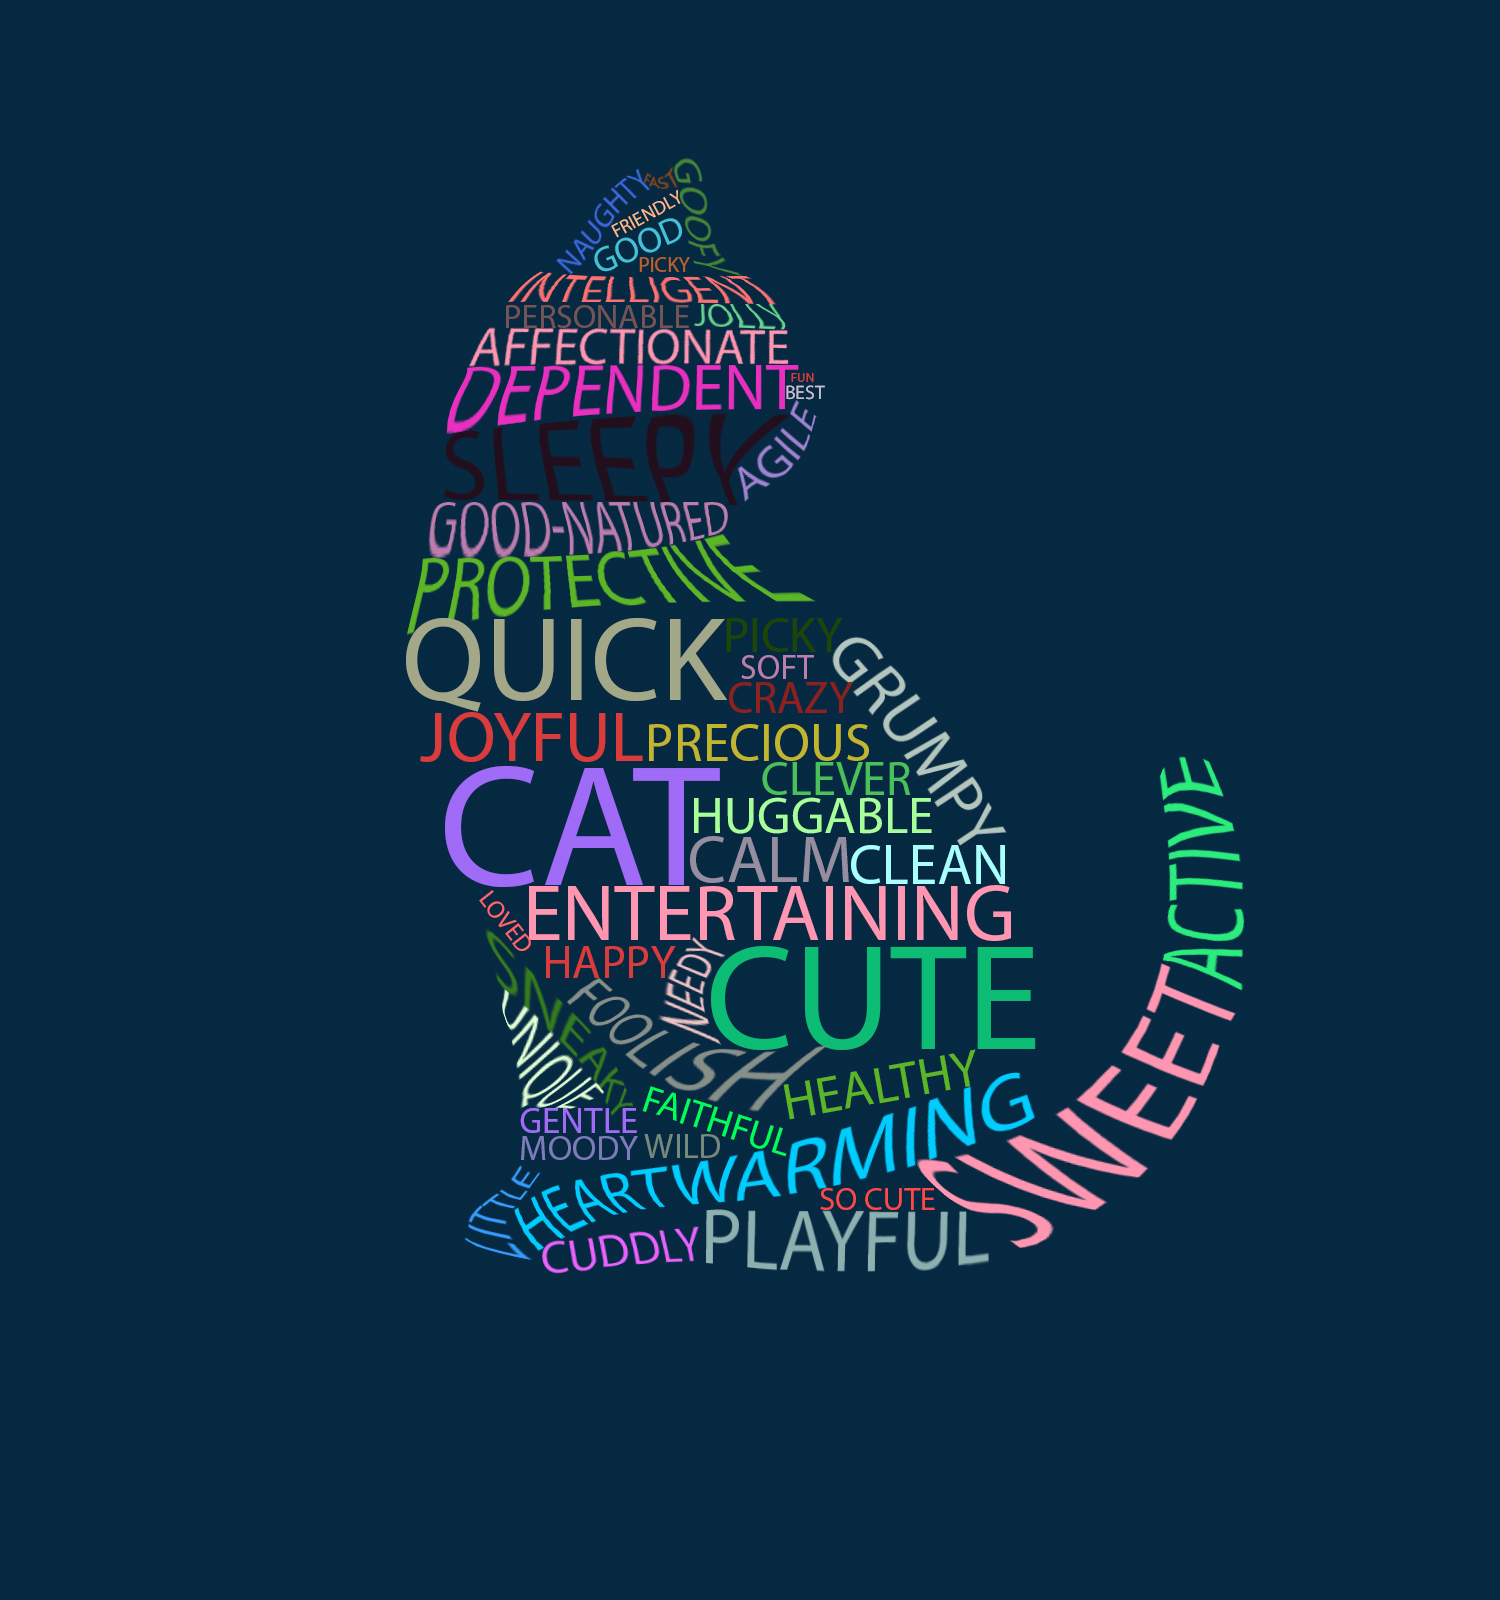 GOOFY
FAST
NAUGHTY
FRIENDLY
GOOD
PICKY
INTELLIGENT
PERSONABLE JOLLY
AFFECTIONATE
DEPENDENT
FUN
BEST
SLEEPY
AGILE
GOOD-NATURED
PROTECTIVE
QUICK
PICKY
SOFT
CRAZY
GRUMPY
JOYFUL PRECIOUS
CAT
CLEVER
HUGGABLE
CALM CLEAN
ACTIVE
ENTERTAINING
LOVED
HAPPY
NEEDY
CUTE
SNEAKY
FOOLISH
UNIQUE
SWEET
HEALTHY
FAITHFUL
GENTLE
MOODY WILD
HEARTWARMING
LITTLE
SO CUTE
CUDDLY PLAYFUL